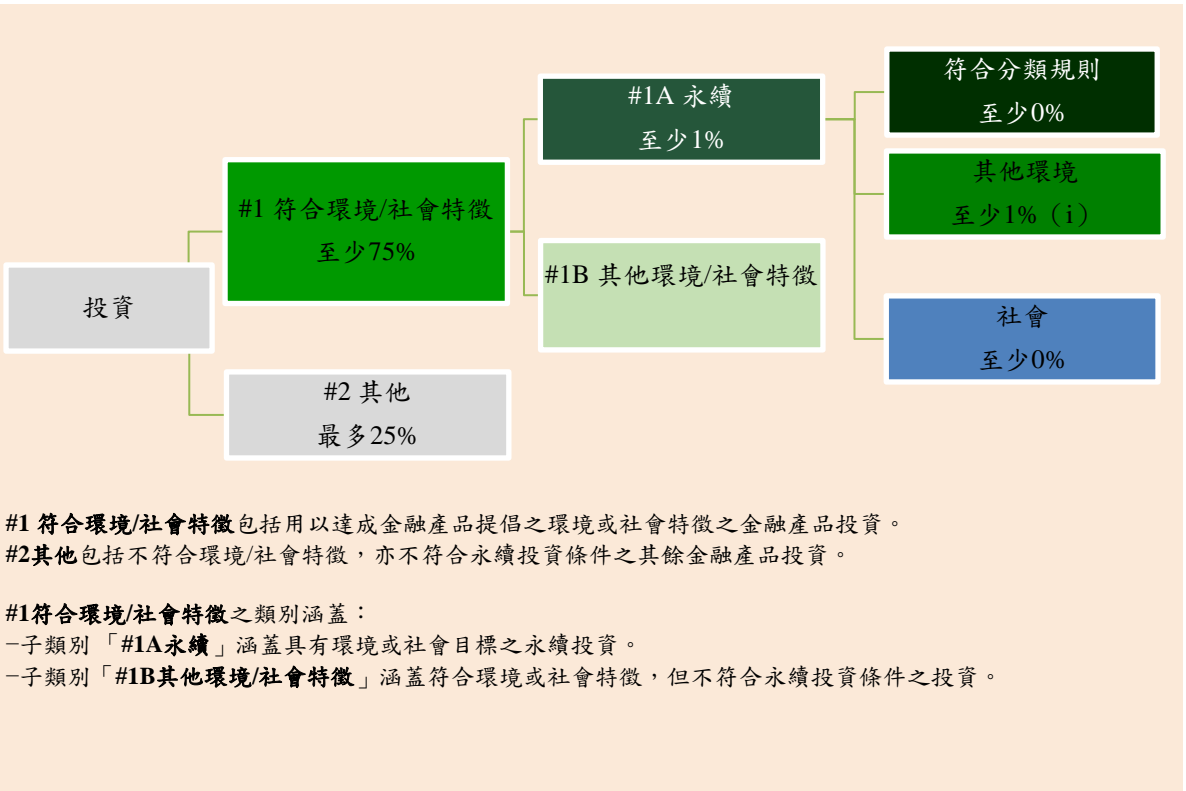 投資
#1 符合環境/社會特徵
至少75%
#2 其他
最多25%
#1A 永續
至少1%
#1B 其他環境/社會特徵
符合分類規則
至少0%
其他環境
至少1%（i）
社會
至少0%
#1 符合環境/社會特徵包括用以達成金融產品提倡之環境或社會特徵之金融產品投資。
#2其他包括不符合環境/社會特徵，亦不符合永續投資條件之其餘金融產品投資。
#1符合環境/社會特徵之類別涵蓋：
−子類別「#1A永續」涵蓋具有環境或社會目標之永續投資。
−子類別「#1B其他環境/社會特徵」涵蓋符合環境或社會特徵，但不符合永續投資條件之投資。